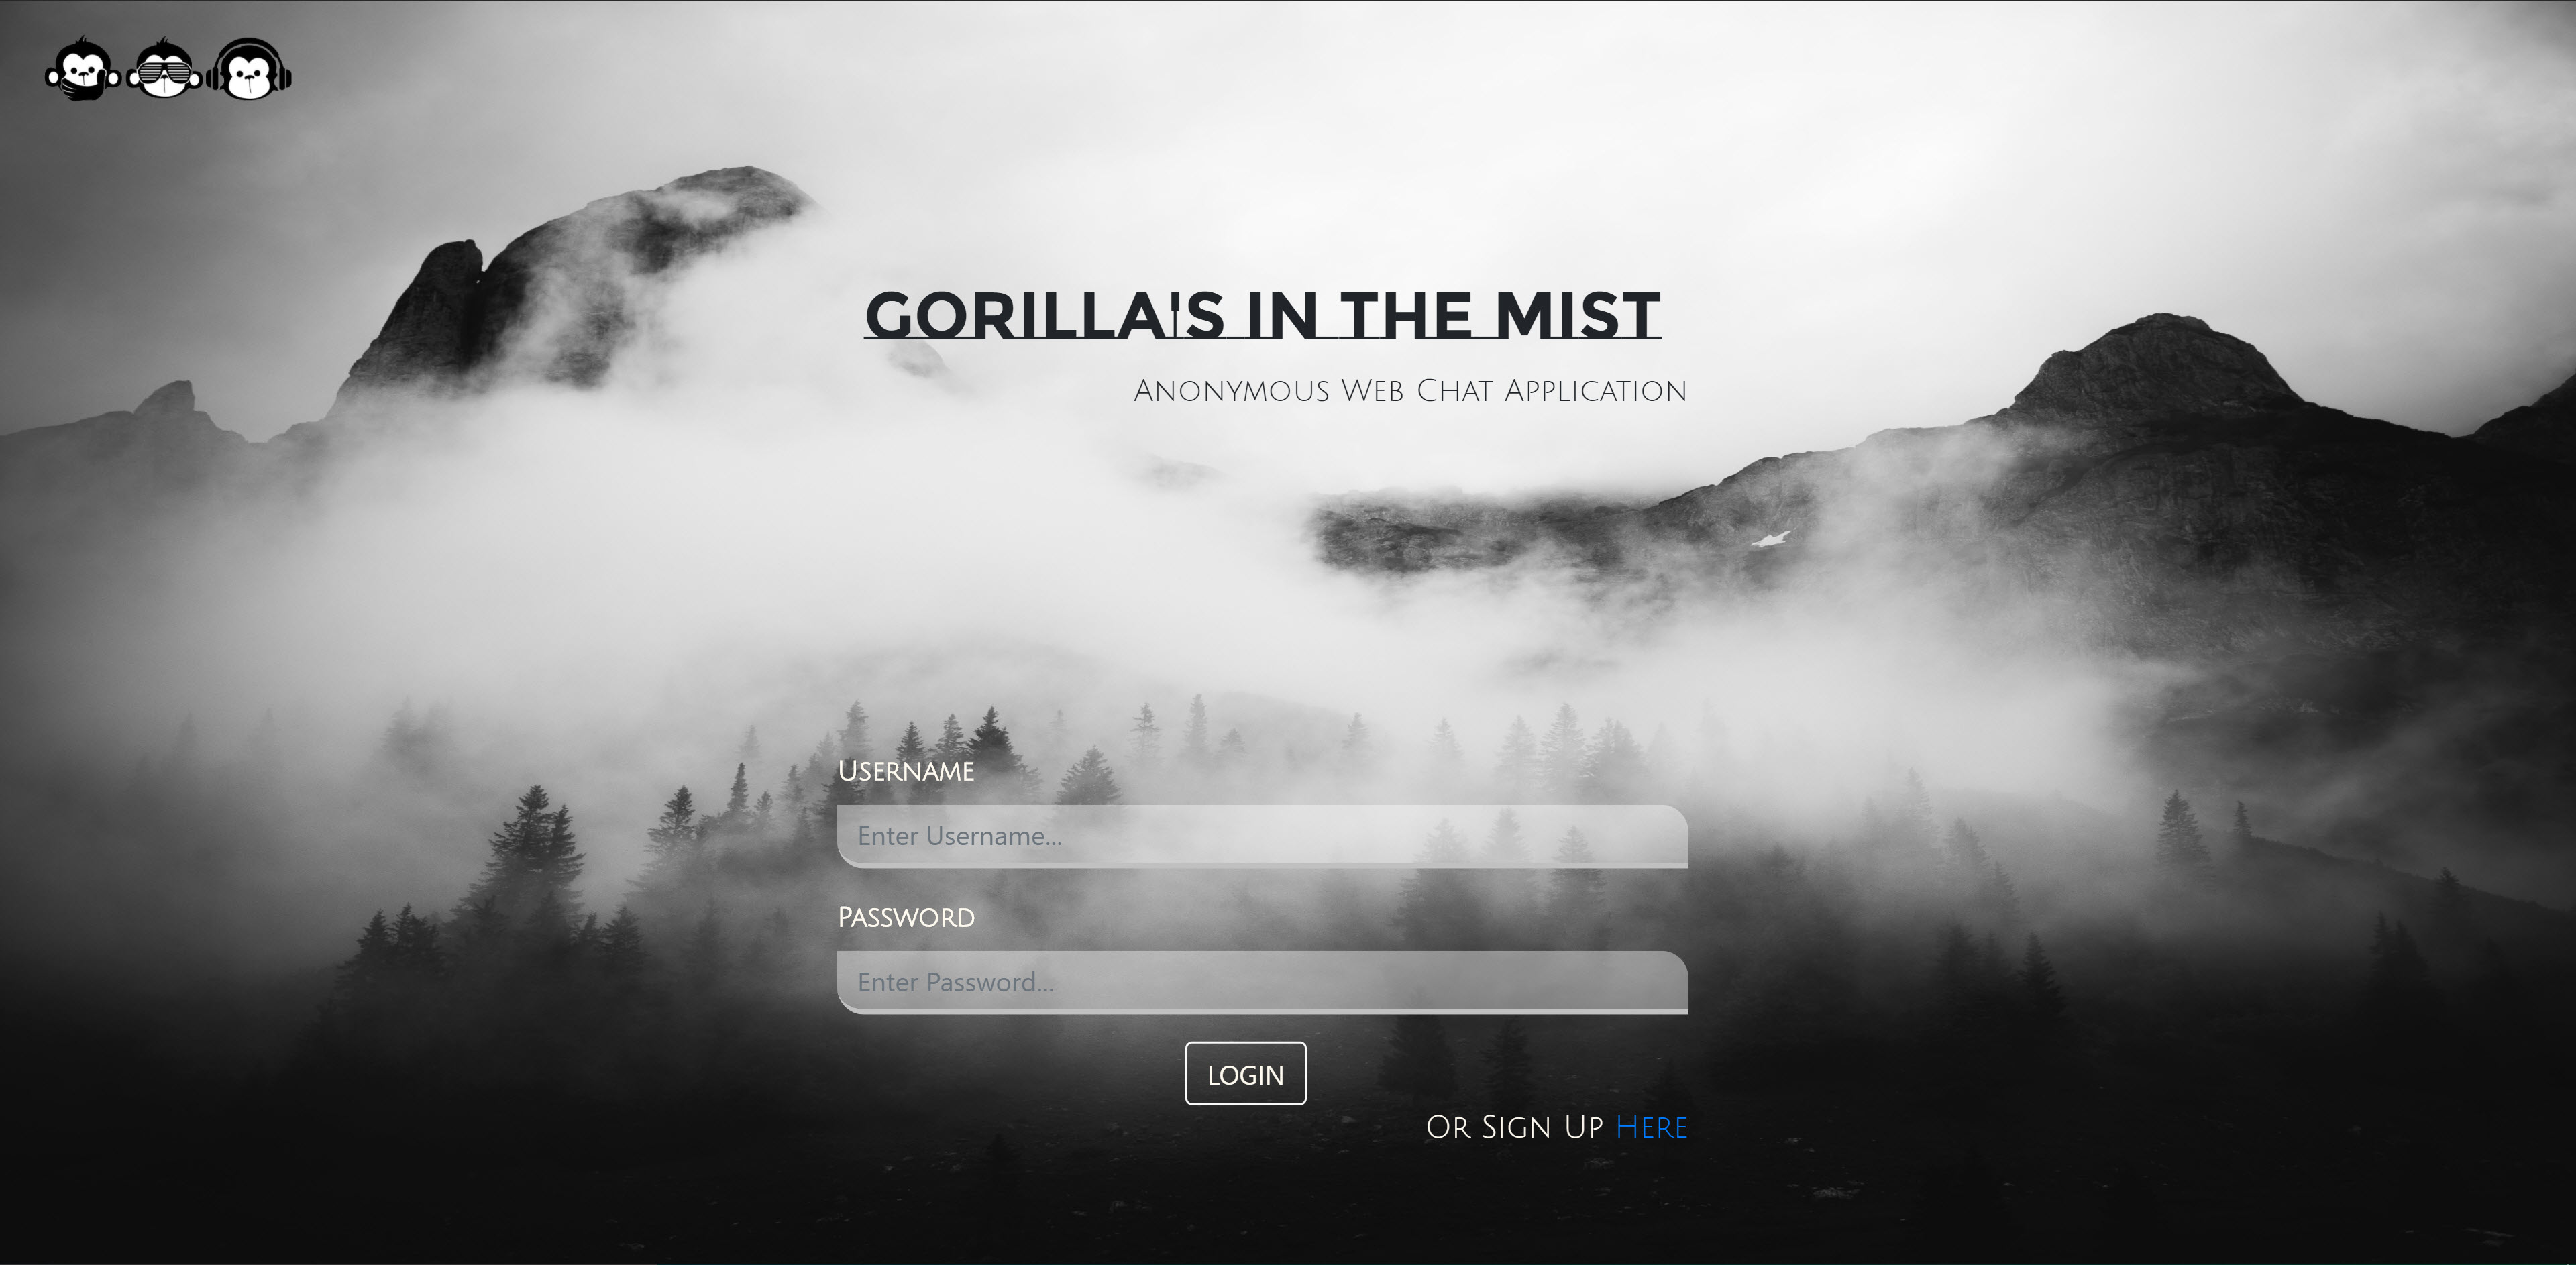 GORILLA'S IN THE MIST
Anonymous Web Chat Application
Username
Enter Username...
Password
Enter Password...
LOGIN
Or Sign Up Here